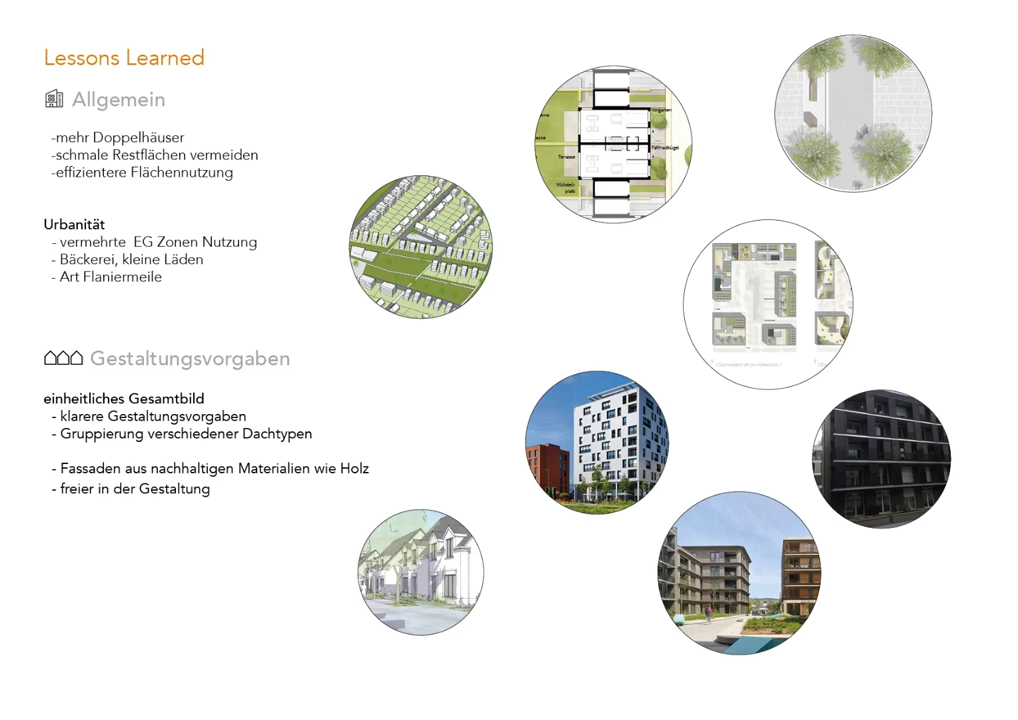 Lessons Learned
Allgemein
-mehr Doppelhäuser
-schmale Restflächen vermeiden
-effizientere Flächennutzung
Urbanität
- vermehrte EG Zonen Nutzung
- Bäckerei, kleine Läden
- Art Flaniermeile
Gestaltungsvorgaben
einheitliches Gesamtbild
- klarere Gestaltungsvorgaben
- Gruppierung verschiedener Dachtypen
- Fassaden aus nachhaltigen Materialien wie Holz
- freier in der Gestaltung
Terrasse